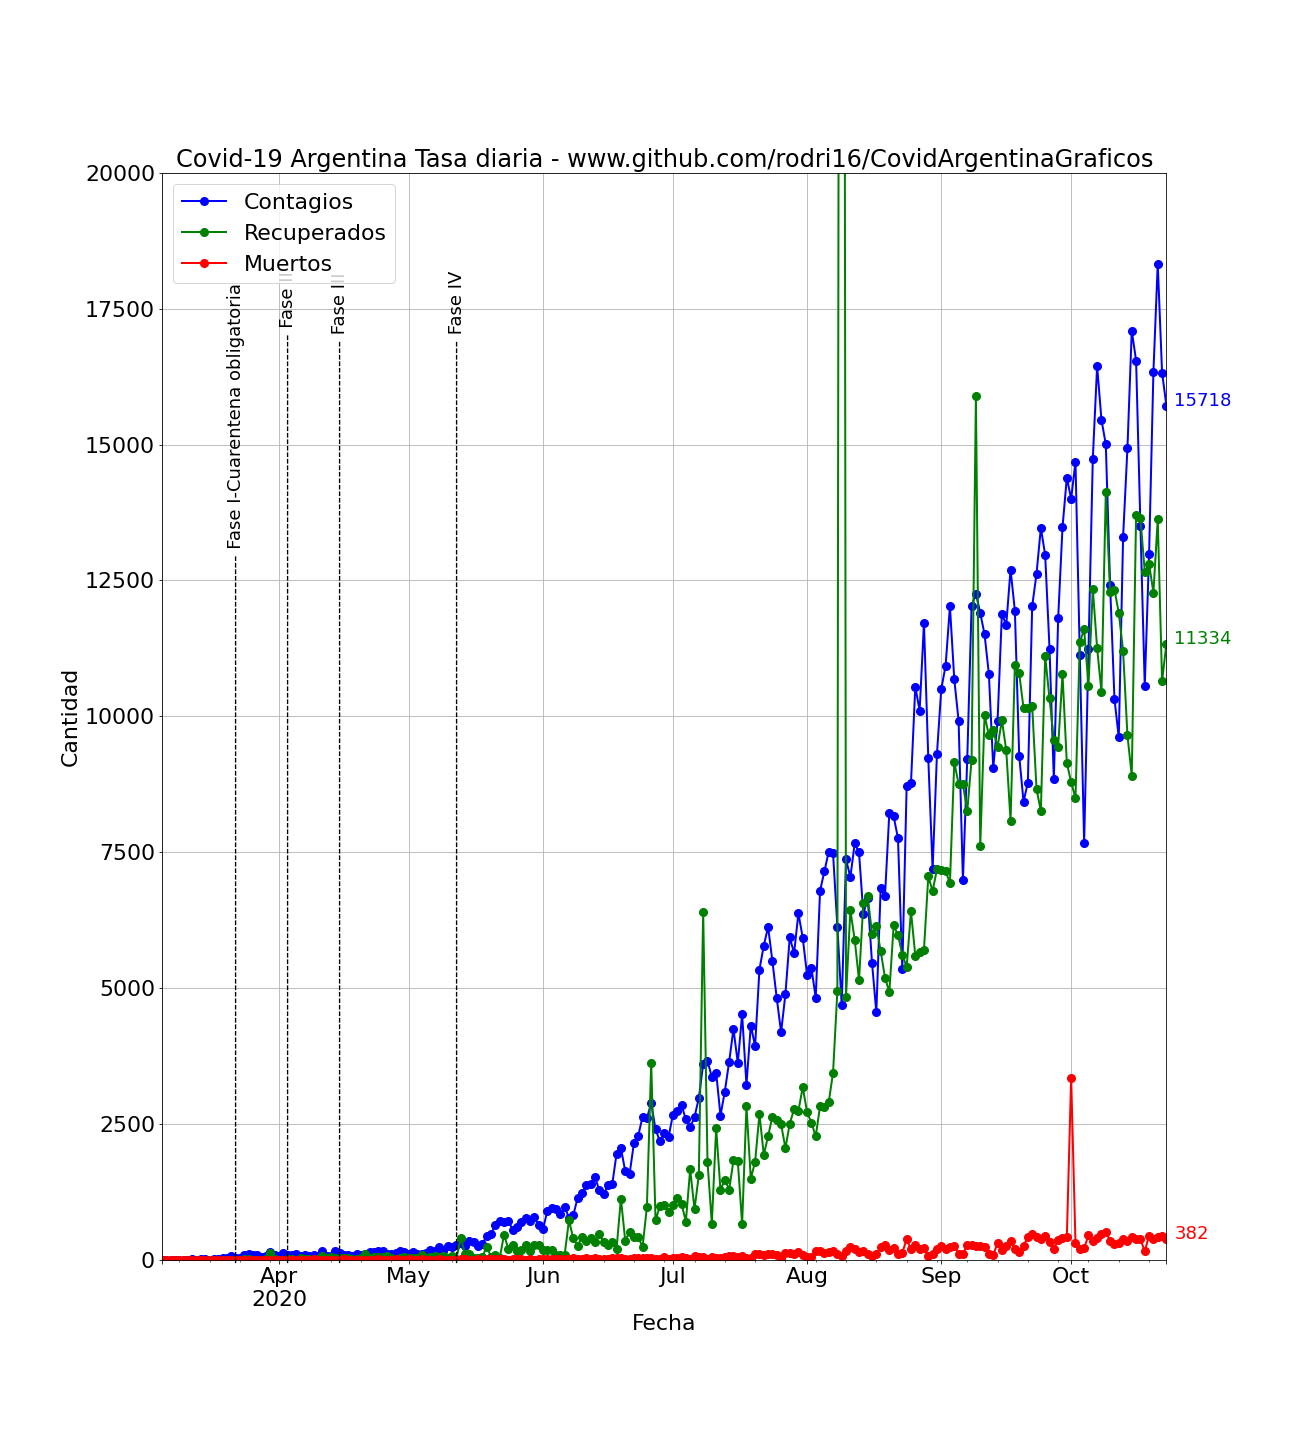 Covid-19 Argentina Tasa diaria - www.github.com/rodri16/CovidArgentinaGraficos
20000
17500
15000
12500
10000
7500
5000
2500
0
Cantidad
Contagios
Recuperados
Muertos
Fase I-Cuarentena obligatoria
Fase II
Fase III
Fase IV
15718
11334
382
Apr
2020
May
Jun
Jul
Aug
Sep
Oct
Fecha